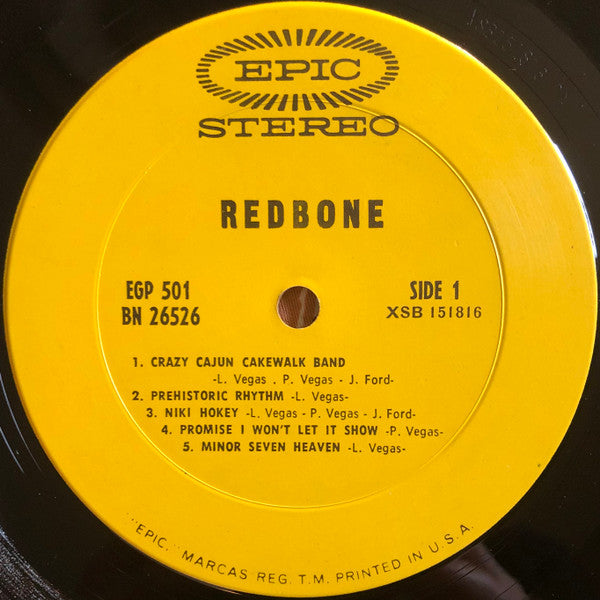 EPIC
STEREO
REDBONE
EGP 501
BN 26526
SIDE 1
XSB 151816
1. CRAZY CAJUN CAKEWALK BAND
-L. Vegas . P. Vegas - J. Ford-
2. PREHISTORIC RHYTHM -L. Vegas-
3. NIKI HOKEY -L. Vegas - P. Vegas - J. Ford-
4. PROMISE I WON'T LET IT SHOW -P. Vegas-
5. MINOR SEVEN HEAVEN -L. Vegas-
"EPIC," MARCAS REG. T.M. PRINTED IN U.S.A.